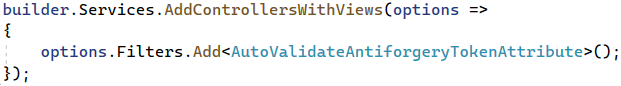 builder.Services.AddControllersWithViews(options =>
{
    options.Filters.Add<AutoValidateAntiforgeryTokenAttribute>();
});